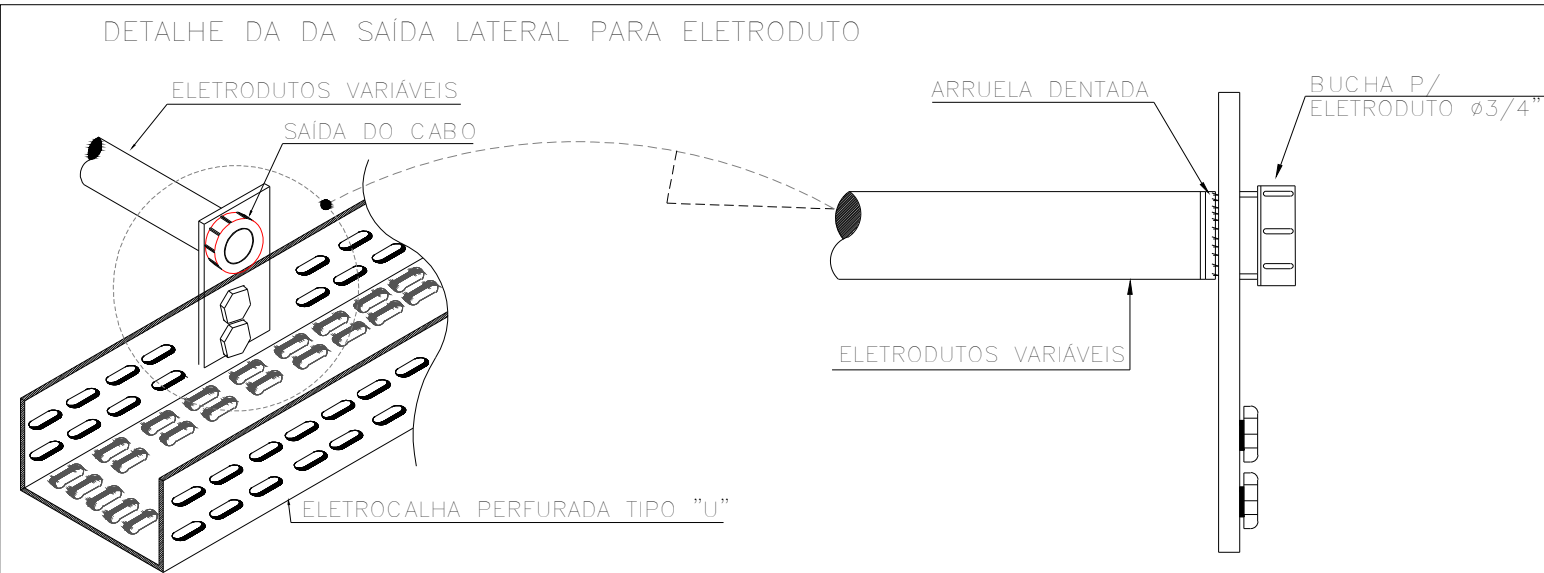 DETALHE DA DA SAÍDA LATERAL PARA ELETRODUTO
ELETRODUTOS VARIÁVEIS
SAÍDA DO CABO
ARRUELA DENTADA
BUCHA P/
ELETRODUTO ø3/4"
ELETRODUTOS VARIÁVEIS
ELETROCALHA PERFURADA TIPO "U"